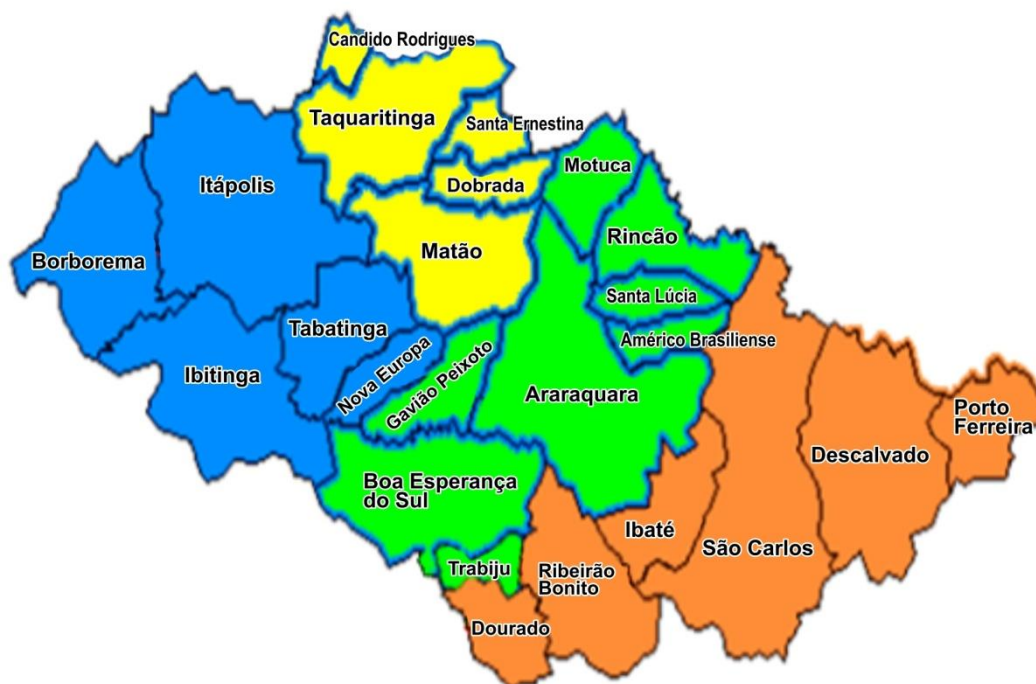 Candido Rodrigues
Taquaritinga
Santa Ernestina
Motuca
Itápolis
Dobrada
Rincão
Matão
Borborema
Santa Lúcia
Tabatinga
Américo Brasiliense
Nova Europa
Gavião Peixoto
Ibitinga
Araraquara
Porto
Ferreira
Descalvado
Boa Esperança
do Sul
Ibaté
São Carlos
Trabiju
Ribeirão
Bonito
Dourado